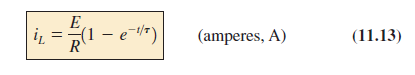 i_L = E/R (1 − e^{−t/τ}) (amperes, A) (11.13)